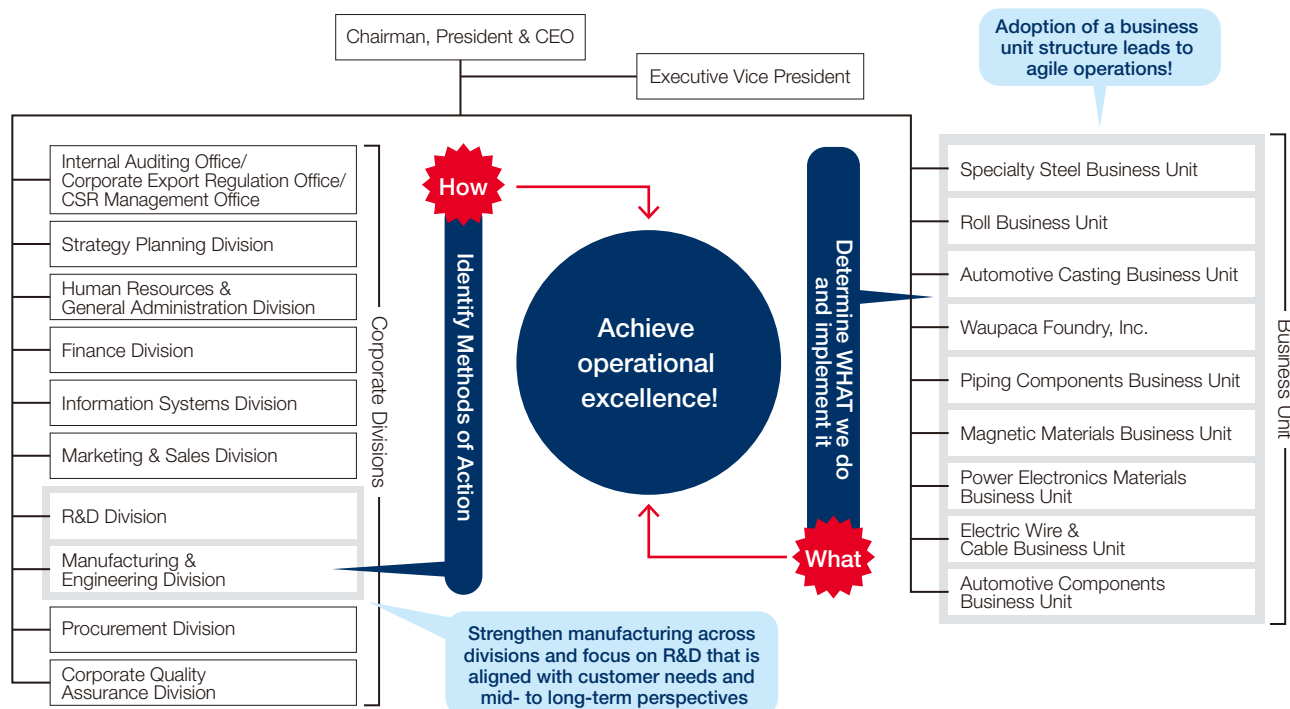 Chairman, President & CEO
Executive Vice President
Adoption of a business
unit structure leads to
agile operations!
Internal Auditing Office/
Corporate Export Regulation Office/
CSR Management Office
Strategy Planning Division
Human Resources &
General Administration Division
Finance Division
Information Systems Division
Marketing & Sales Division
R&D Division
Manufacturing &
Engineering Division
Procurement Division
Corporate Quality
Assurance Division
Corporate Divisions
How
Identify Methods of Action
Achieve
operational
excellence!
Determine WHAT we do
and implement it
What
Strengthen manufacturing across
divisions and focus on R&D that is
aligned with customer needs and
mid- to long-term perspectives
Specialty Steel Business Unit
Roll Business Unit
Automotive Casting Business Unit
Waupaca Foundry, Inc.
Piping Components Business Unit
Magnetic Materials Business Unit
Power Electronics Materials
Business Unit
Electric Wire &
Cable Business Unit
Automotive Components
Business Unit
Business Unit